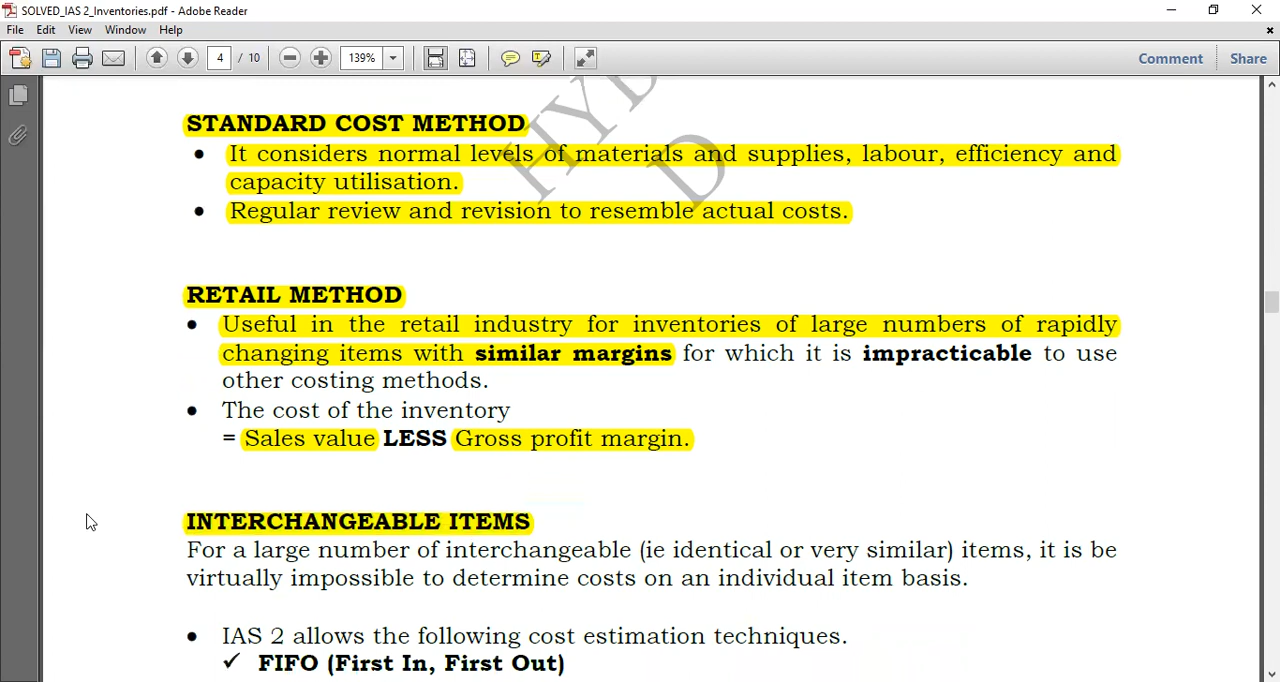 SOLVED_IAS 2_Inventories.pdf - Adobe Reader
File Edit View Window Help
4 / 10 139% Comment Share
HYB
D
STANDARD COST METHOD
• It considers normal levels of materials and supplies, labour, efficiency and
capacity utilisation.
• Regular review and revision to resemble actual costs.
RETAIL METHOD
• Useful in the retail industry for inventories of large numbers of rapidly
changing items with similar margins for which it is impracticable to use
other costing methods.
• The cost of the inventory
= Sales value LESS Gross profit margin.
INTERCHANGEABLE ITEMS
For a large number of interchangeable (ie identical or very similar) items, it is be
virtually impossible to determine costs on an individual item basis.
• IAS 2 allows the following cost estimation techniques.
✓ FIFO (First In, First Out)